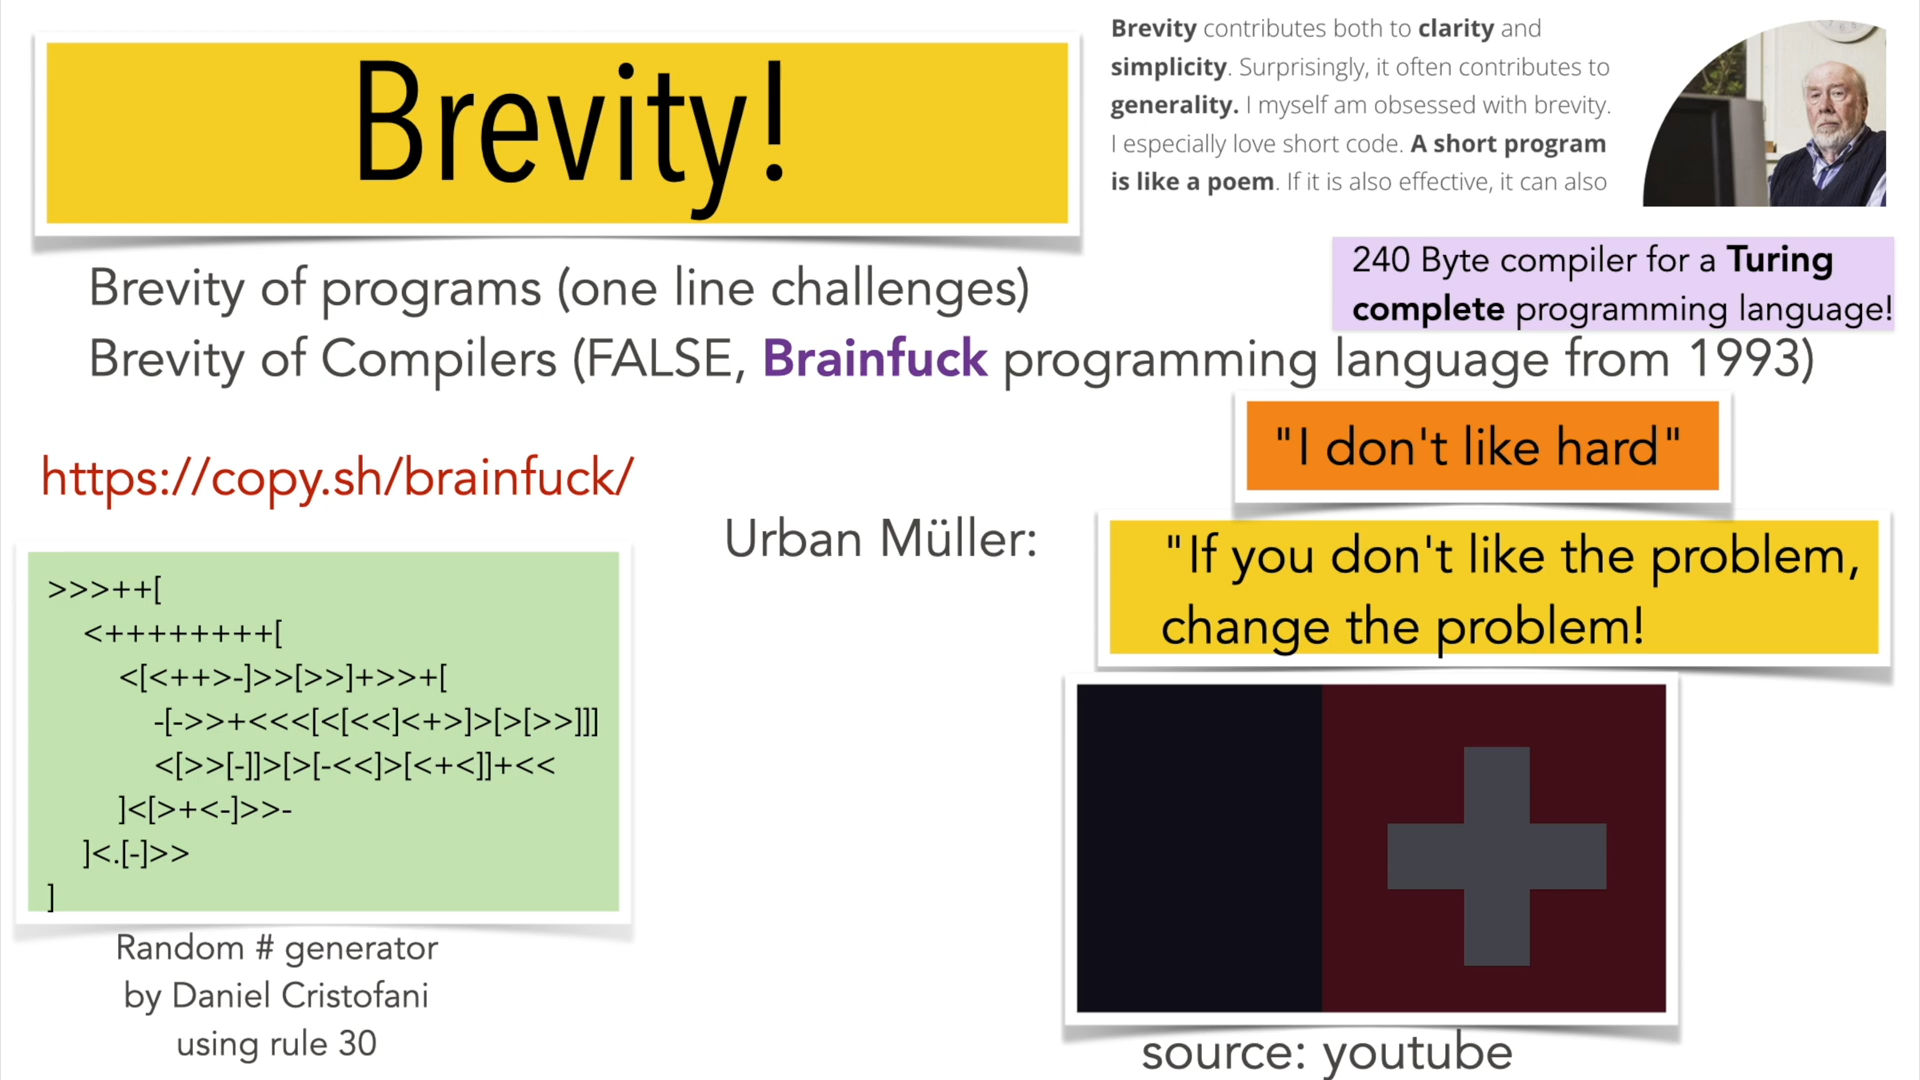 Brevity!
Brevity contributes both to clarity and
simplicity. Surprisingly, it often contributes to
generality. I myself am obsessed with brevity.
I especially love short code. A short program
is like a poem. If it is also effective, it can also
240 Byte compiler for a Turing
complete programming language!
Brevity of programs (one line challenges)
Brevity of Compilers (FALSE, Brainfuck programming language from 1993)
https://copy.sh/brainfuck/
"I don't like hard"
Urban Müller:
"If you don't like the problem,
change the problem!
>>>++[
<++++++++[
<[<++>-]>>[>>]+>>+[
-[->>+<<<[<[<<]<+>]>[>[>>]]]
<[>>[-]]>[>[-<<]>[<+<]]+<<
]<[>+<-]>>-
]<.[-]>>
]
Random # generator
by Daniel Cristofani
using rule 30
source: youtube